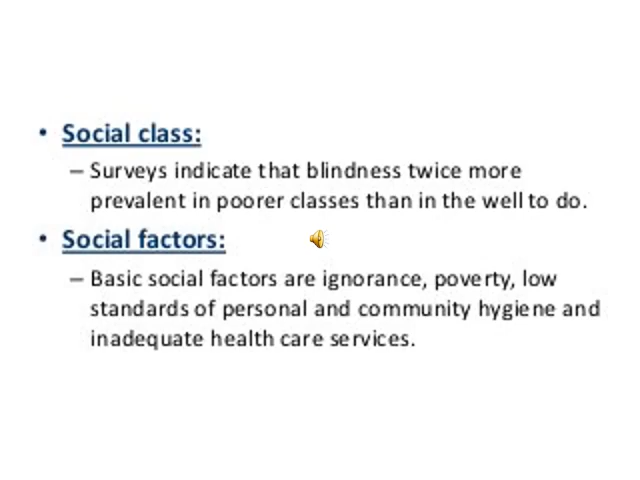 • Social class:
– Surveys indicate that blindness twice more
prevalent in poorer classes than in the well to do.
• Social factors:
– Basic social factors are ignorance, poverty, low
standards of personal and community hygiene and
inadequate health care services.